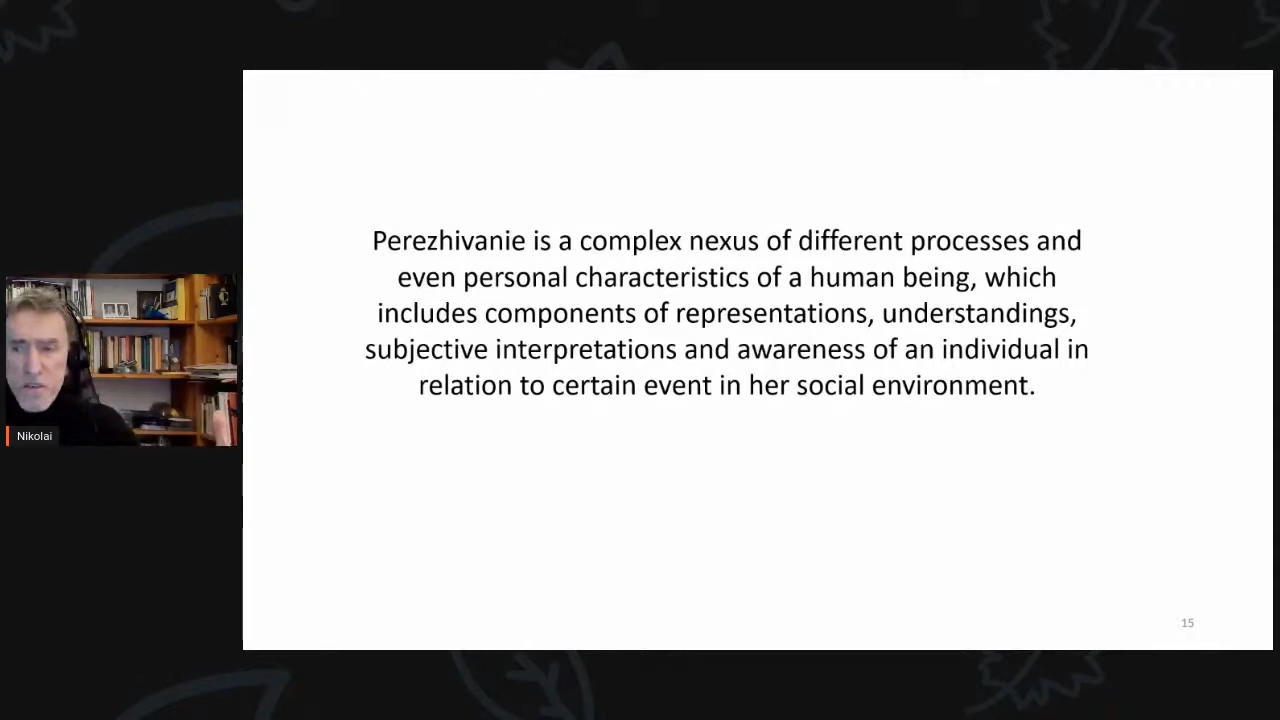 Perezhivanie is a complex nexus of different processes and
even personal characteristics of a human being, which
includes components of representations, understandings,
subjective interpretations and awareness of an individual in
relation to certain event in her social environment.
Nikolai
15